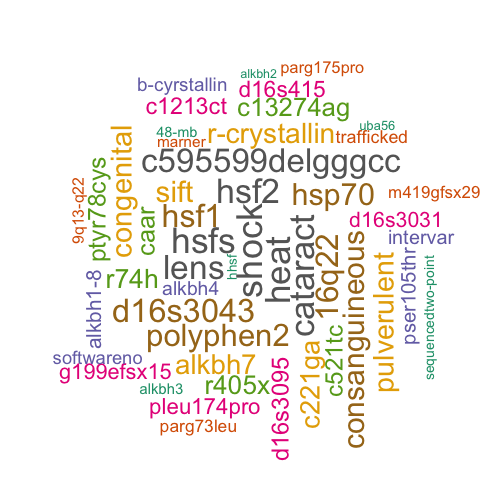 alkbh2
parg175pro
b-cyrstallin
d16s415
c1213ct
c13274ag
48-mb
uba56
marner
r-crystallin
trafficked
c595599delgggcc
congenital
9q13-q22
ptyr78cys
sift
hsf2
hsp70
m419gfsx29
caar
hsf1
d16s3031
hsfs
shock
heat
cataract
16q22
intervar
lens
hhsf
r74h
alkbh4
alkbh1-8
d16s3043
consanguineous
pulverulent
pser105thr
sequencedtwo-point
polyphen2
softwareno
alkbh7
g199efsx15
r405x
c221ga
c521tc
alkbh3
pleu174pro
d16s3095
parg73leu